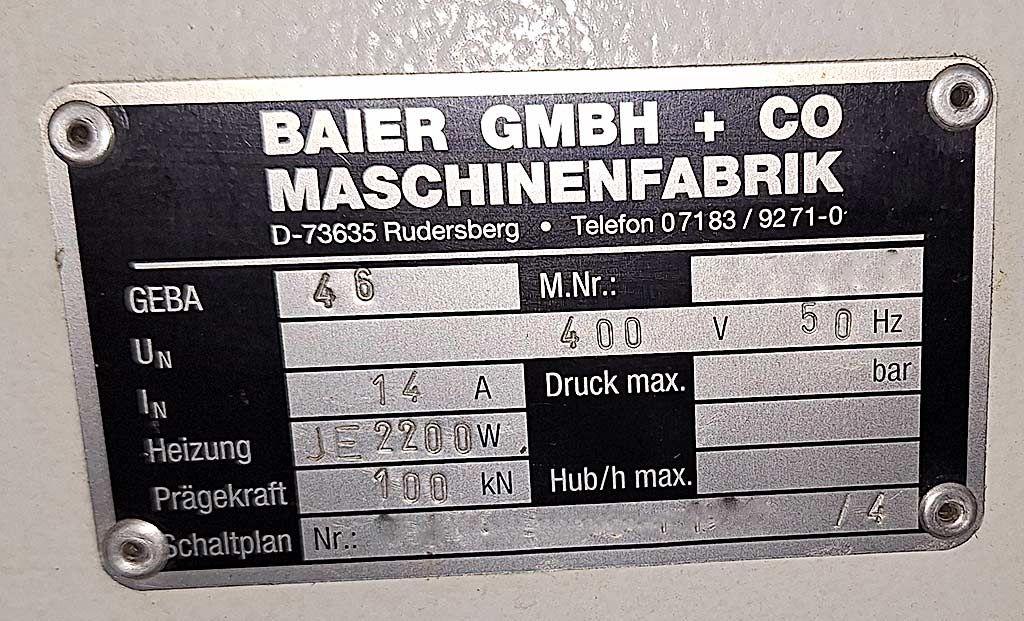 BAIER GMBH + CO
MASCHINENFABRIK
D-73635 Rudersberg • Telefon 07183 / 9271-0
GEBA 46 M.Nr.:
UN 400 V 50 Hz
IN 14 A Druck max. bar
Heizung JE 2200 W
Prägekraft 100 kN Hub/h max.
Schaltplan Nr.: /4